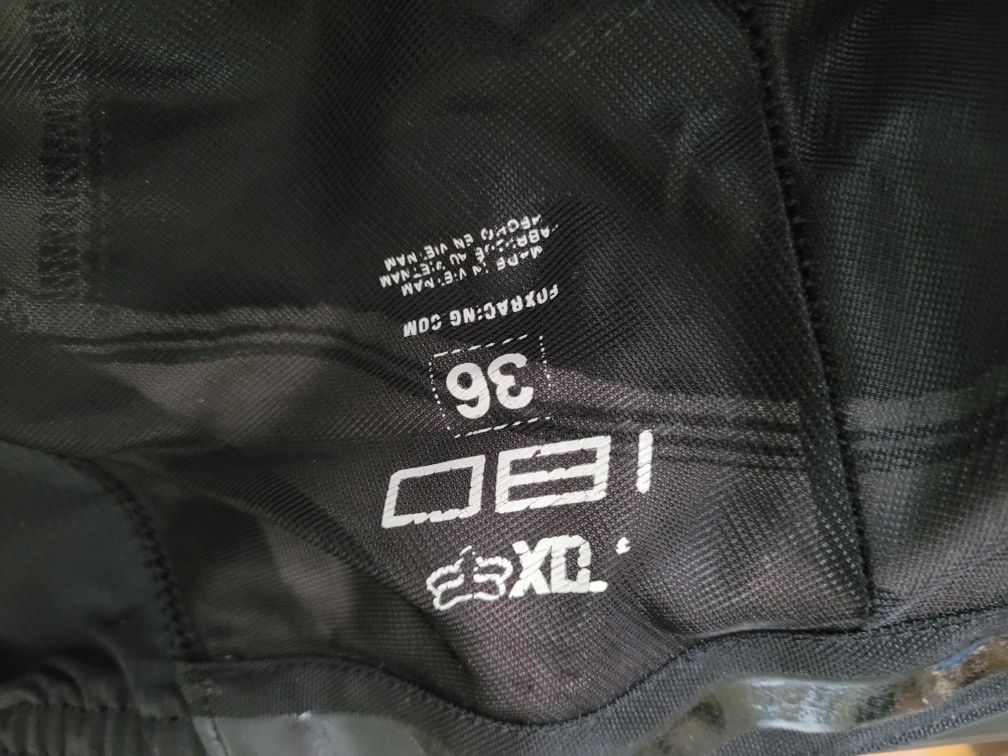 FOX
180
36
FOXRACING.COM
MADE IN VIETNAM
FABRIQUÉ AU VIETNAM
HECHO EN VIETNAM